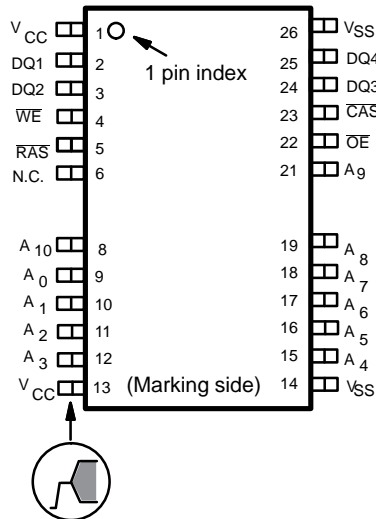 VCC 1 26 VSS
DQ1 2 25 DQ4
1 pin index
DQ2 3 24 DQ3
WE 4 23 CAS
RAS 5 22 OE
N.C. 6 21 A9
A10 8 19 A8
A0 9 18 A7
A1 10 17 A6
A2 11 16 A5
A3 12 15 A4
VCC 13 (Marking side) 14 VSS